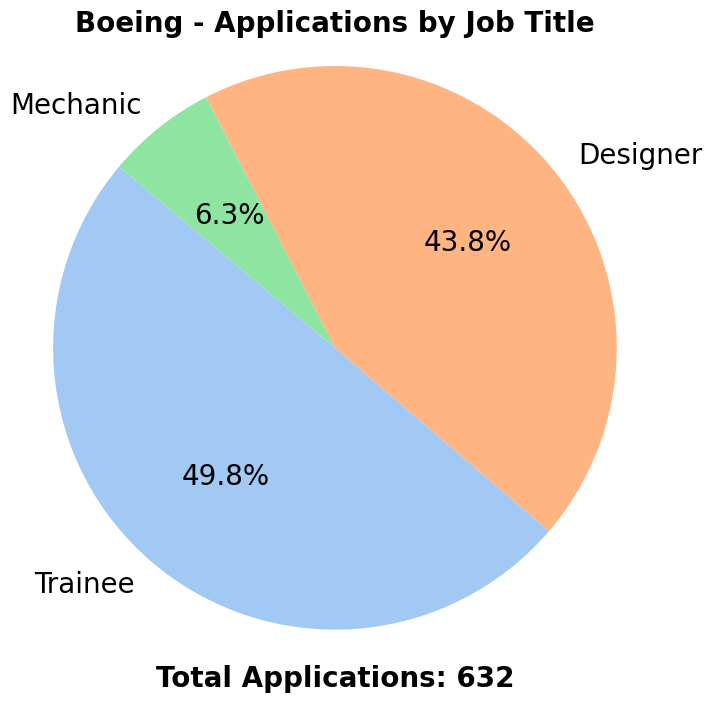 Boeing - Applications by Job Title
Mechanic
Designer
6.3%
43.8%
49.8%
Trainee
Total Applications: 632